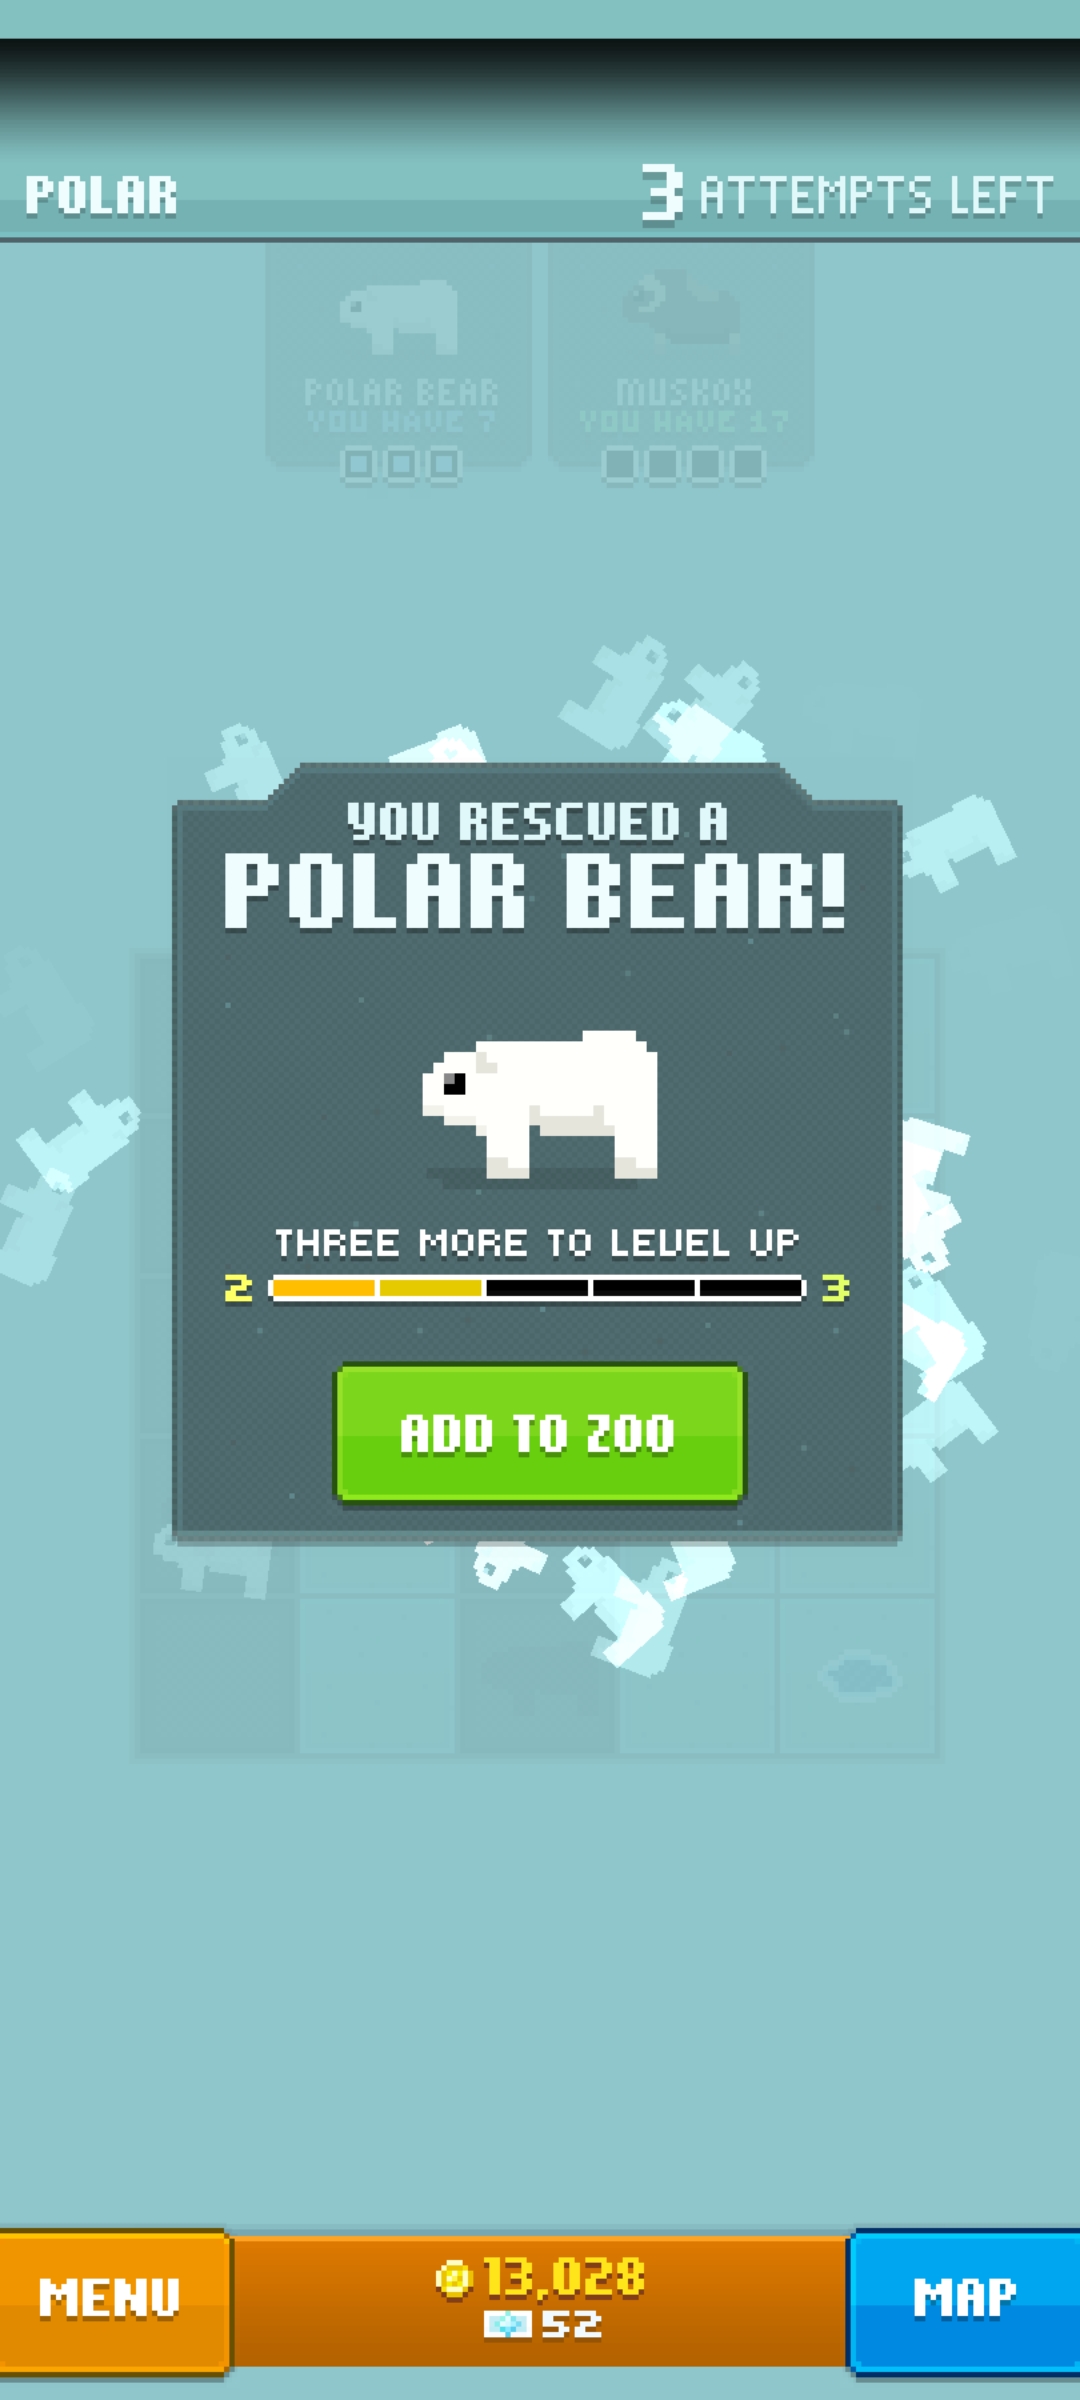 POLAR
3 ATTEMPTS LEFT
POLAR BEAR
YOU HAVE 7
MUSKOX
YOU HAVE 17
YOU RESCUED A
POLAR BEAR!
THREE MORE TO LEVEL UP
2
3
ADD TO ZOO
MENU
13,028
52
MAP